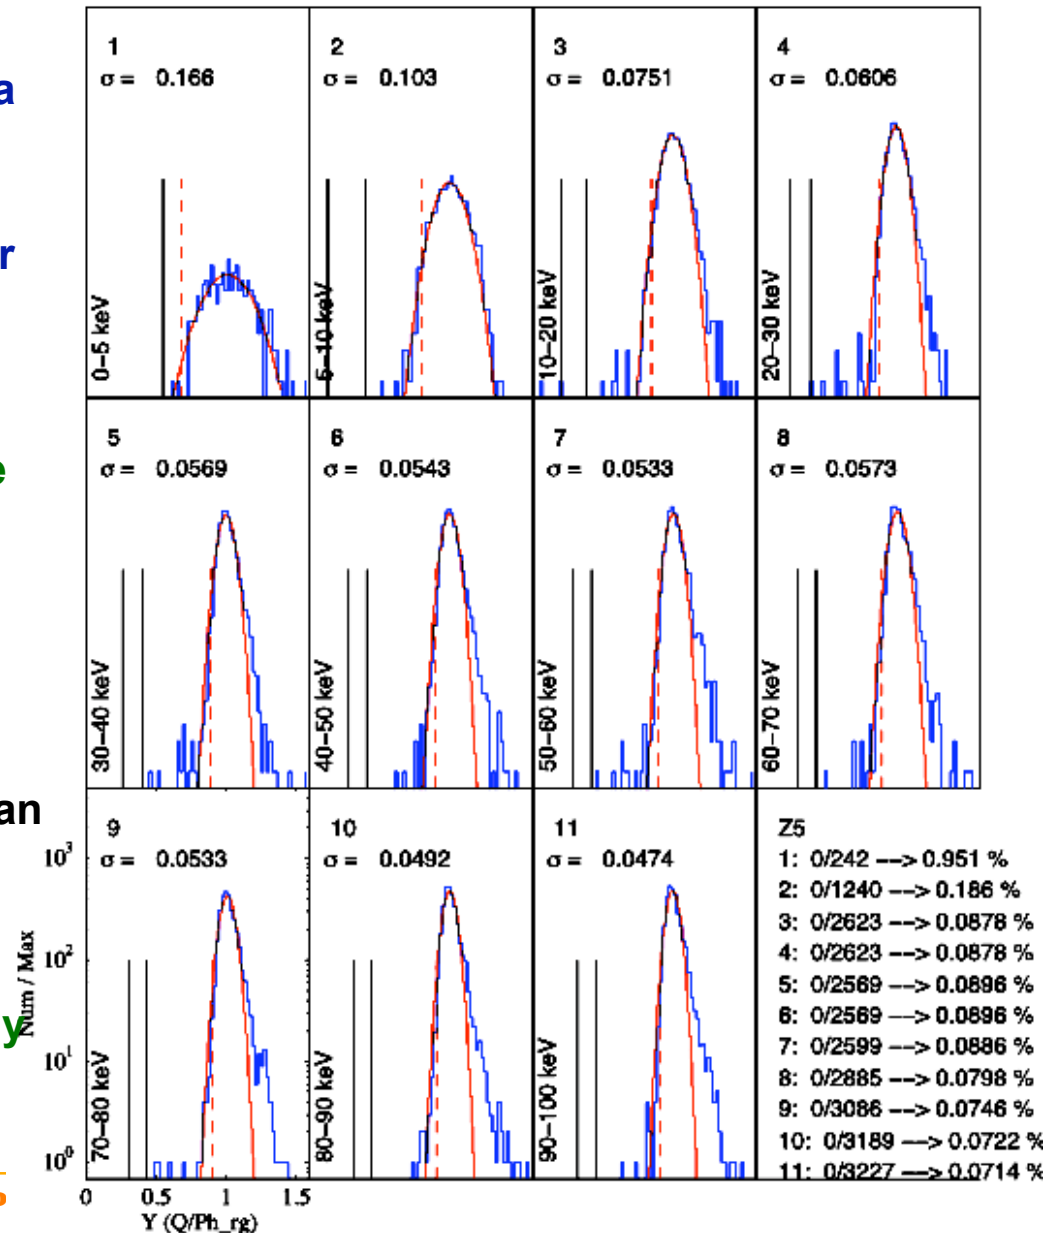 a
r
e
an
y
1
σ = 0.166
0–5 keV
2
σ = 0.103
5–10 keV
3
σ = 0.0751
10–20 keV
4
σ = 0.0606
20–30 keV
5
σ = 0.0569
30–40 keV
6
σ = 0.0543
40–50 keV
7
σ = 0.0533
50–60 keV
8
σ = 0.0573
60–70 keV
9
σ = 0.0533
70–80 keV
10
σ = 0.0492
80–90 keV
11
σ = 0.0474
90–100 keV
Z5
1: 0/242 —> 0.951 %
2: 0/1240 —> 0.186 %
3: 0/2623 —> 0.0878 %
4: 0/2623 —> 0.0878 %
5: 0/2569 —> 0.0896 %
6: 0/2569 —> 0.0896 %
7: 0/2599 —> 0.0886 %
8: 0/2885 —> 0.0798 %
9: 0/3086 —> 0.0746 %
10: 0/3189 —> 0.0722 %
11: 0/3227 —> 0.0714 %
10³
10²
10¹
10⁰
Num / Max
0 0.5 1 1.5
Y (Q/Ph_rg)